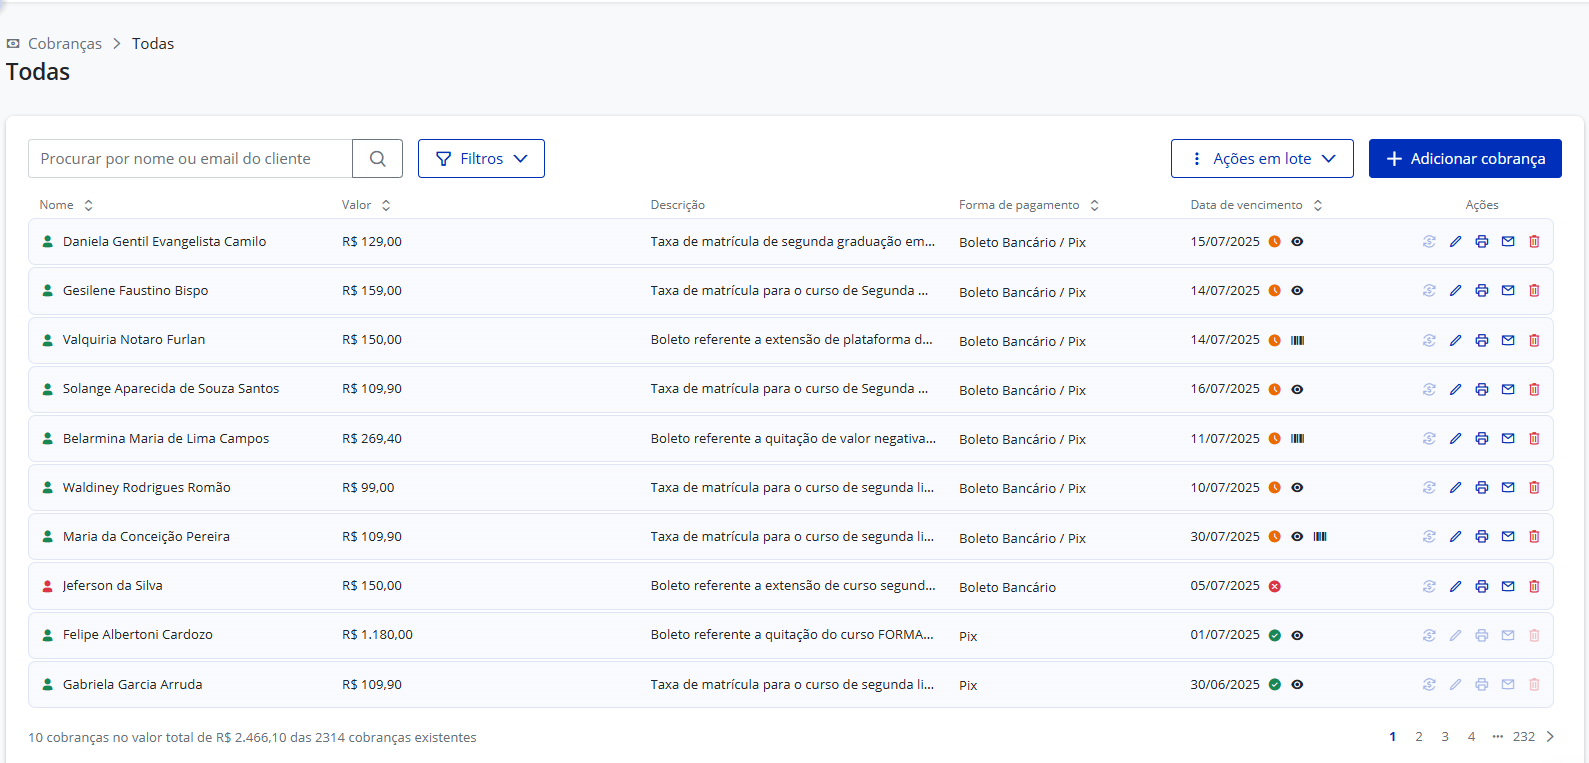 Cobranças > Todas
Todas
Procurar por nome ou email do cliente Filtros Ações em lote + Adicionar cobrança
Nome Valor Descrição Forma de pagamento Data de vencimento Ações
Daniela Gentil Evangelista Camilo R$ 129,00 Taxa de matrícula de segunda graduação em... Boleto Bancário / Pix 15/07/2025
Gesilene Faustino Bispo R$ 159,00 Taxa de matrícula para o curso de Segunda ... Boleto Bancário / Pix 14/07/2025
Valquiria Notaro Furlan R$ 150,00 Boleto referente a extensão de plataforma d... Boleto Bancário / Pix 14/07/2025
Solange Aparecida de Souza Santos R$ 109,90 Taxa de matrícula para o curso de Segunda ... Boleto Bancário / Pix 16/07/2025
Belarmina Maria de Lima Campos R$ 269,40 Boleto referente a quitação de valor negativa... Boleto Bancário / Pix 11/07/2025
Waldiney Rodrigues Romão R$ 99,00 Taxa de matrícula para o curso de segunda li... Boleto Bancário / Pix 10/07/2025
Maria da Conceição Pereira R$ 109,90 Taxa de matrícula para o curso de segunda li... Boleto Bancário / Pix 30/07/2025
Jeferson da Silva R$ 150,00 Boleto referente a extensão de curso segund... Boleto Bancário 05/07/2025
Felipe Albertoni Cardozo R$ 1.180,00 Boleto referente a quitação do curso FORMA... Pix 01/07/2025
Gabriela Garcia Arruda R$ 109,90 Taxa de matrícula para o curso de segunda li... Pix 30/06/2025
10 cobranças no valor total de R$ 2.466,10 das 2314 cobranças existentes 1 2 3 4 ... 232 >